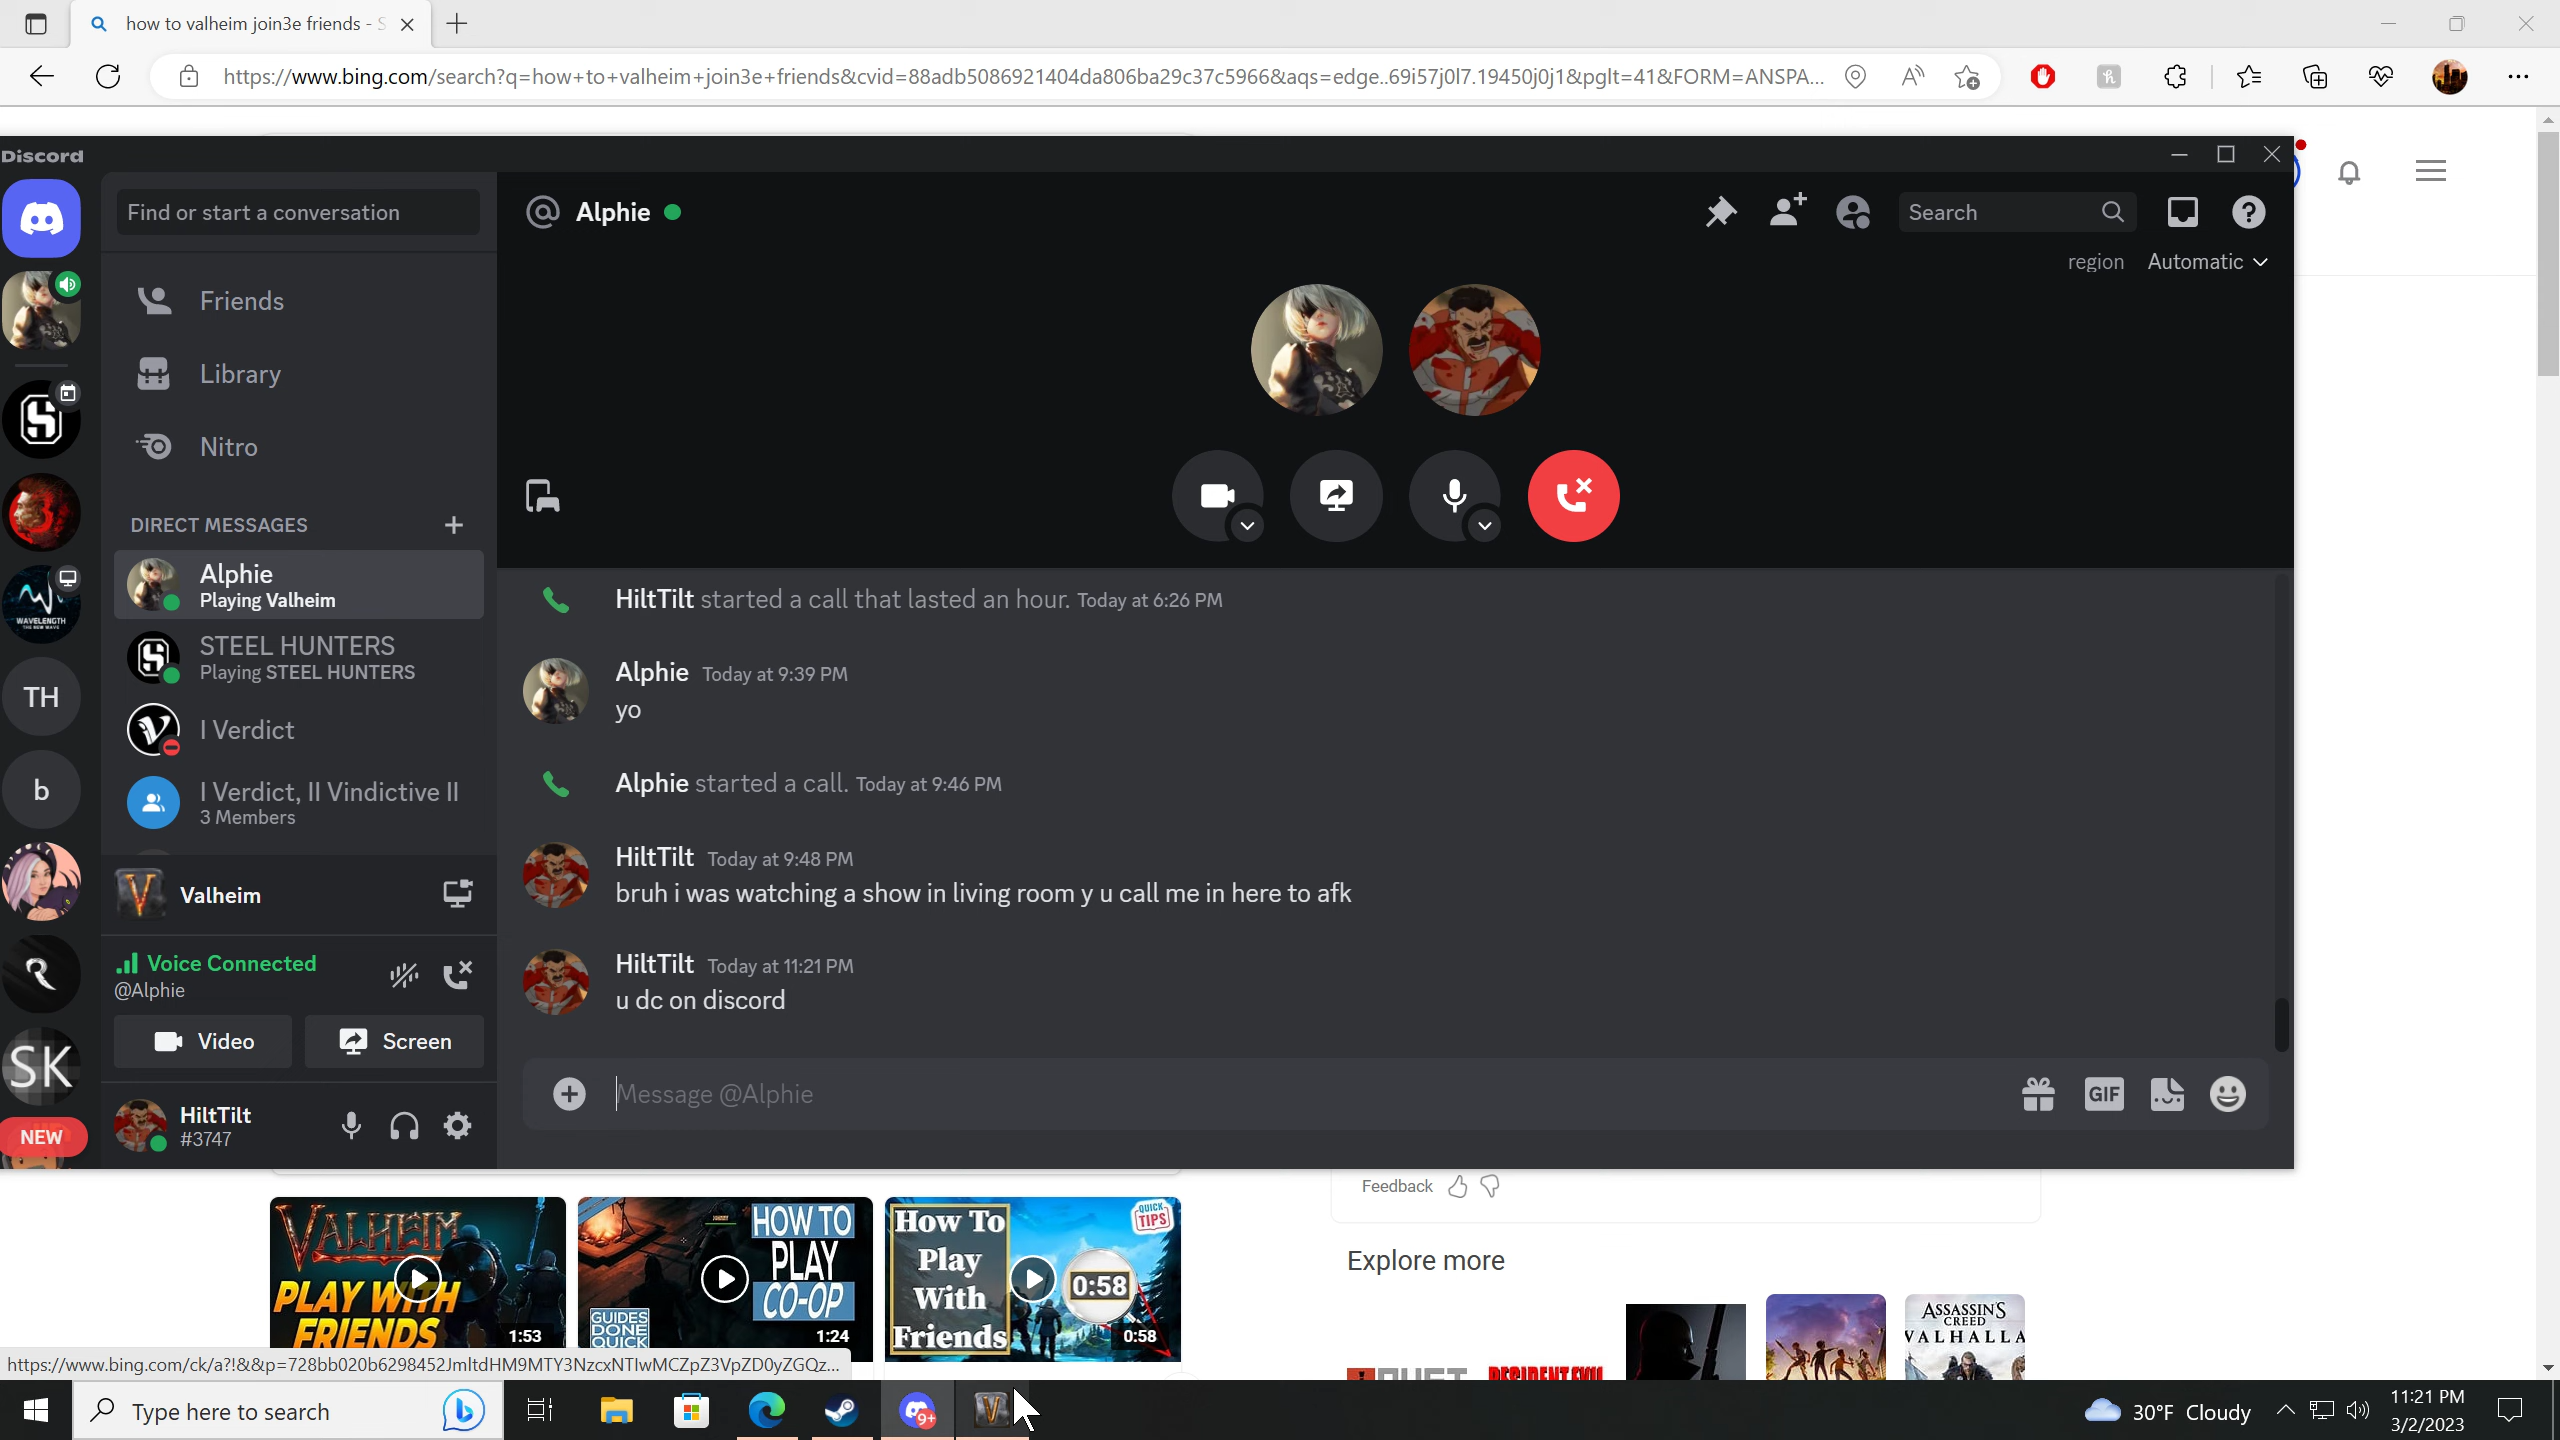 how to valheim join3e friends - S
https://www.bing.com/search?q=how+to+valheim+join3e+friends&cvid=88adb5086921404da806ba29c37c5966&aqs=edge..69i57j0l7.19450j0j1&pglt=41&FORM=ANSPA...
Discord
Find or start a conversation
Alphie
Search
region Automatic
Friends
Library
Nitro
DIRECT MESSAGES
Alphie
Playing Valheim
STEEL HUNTERS
Playing STEEL HUNTERS
I Verdict
I Verdict, II Vindictive II
3 Members
WAVELENGTH
TH
b
SK
NEW
Valheim
Voice Connected
@Alphie
Video
Screen
HiltTilt
#3747
HiltTilt started a call that lasted an hour. Today at 6:26 PM
Alphie Today at 9:39 PM
yo
Alphie started a call. Today at 9:46 PM
HiltTilt Today at 9:48 PM
bruh i was watching a show in living room y u call me in here to afk
HiltTilt Today at 11:21 PM
u dc on discord
Message @Alphie
GIF
Feedback
VALHEIM
PLAY WITH
FRIENDS
1:53
HOW TO
PLAY
CO-OP
GUIDES
DONE
QUICK
1:24
How To
Play
With
Friends
QUICK
TIPS
0:58
0:58
Explore more
RUST
RESIDENT EVIL
ASSASSIN'S
CREED
VALHALLA
https://www.bing.com/ck/a?!&&p=728bb020b6298452JmltdHM9MTY3NzcxNTIwMCZpZ3VpZD0yZGQz...
Type here to search
9+
30°F Cloudy
11:21 PM
3/2/2023